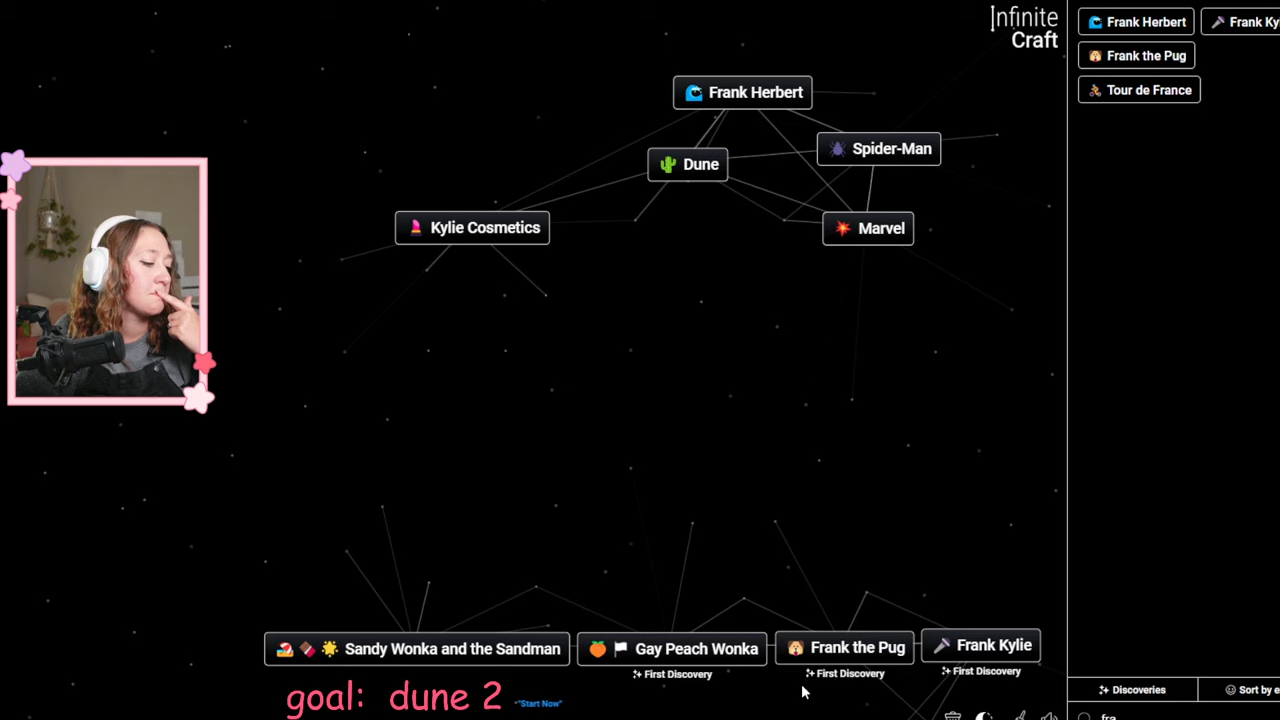 Infinite
Craft
Frank Herbert
Frank Ky
Frank the Pug
Tour de France
Frank Herbert
Spider-Man
Dune
Kylie Cosmetics
Marvel
Sandy Wonka and the Sandman
Gay Peach Wonka
Frank the Pug
Frank Kylie
First Discovery
First Discovery
First Discovery
goal: dune 2
"Start Now"
Discoveries
Sort by e
fra